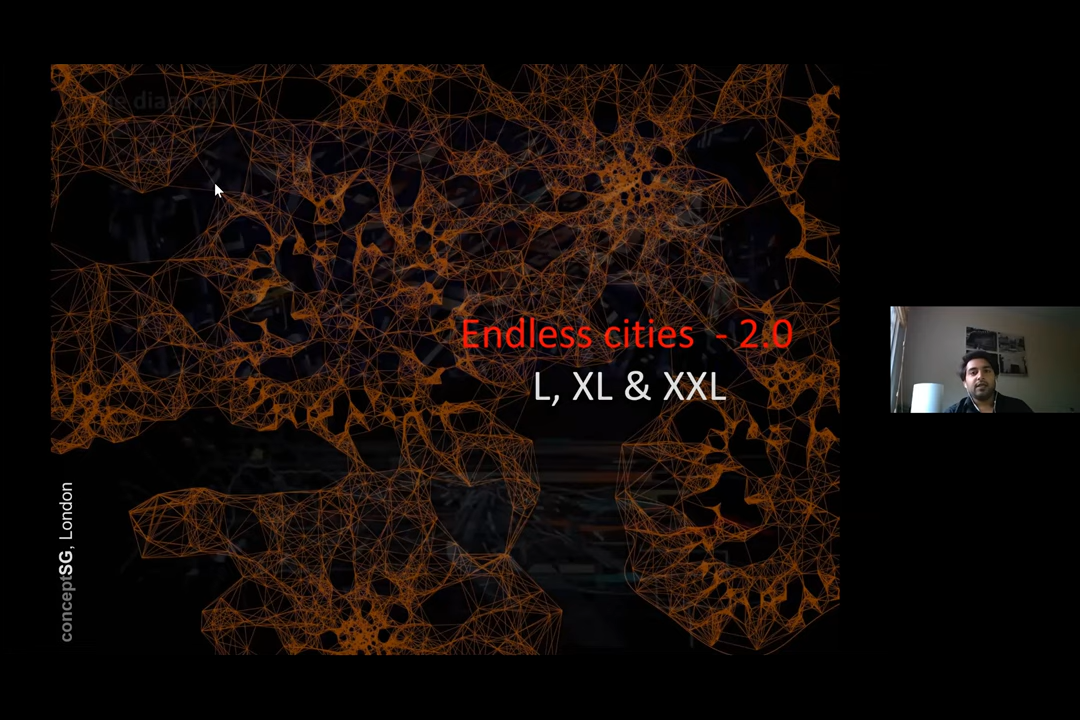 Endless cities - 2.0
L, XL & XXL
conceptSG, London